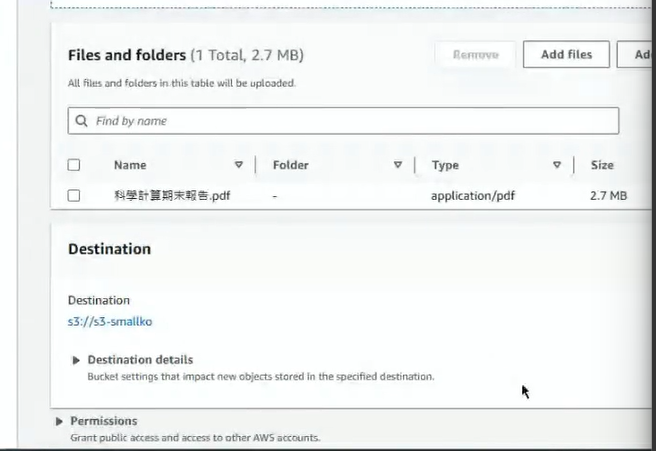 Files and folders (1 Total, 2.7 MB)
Remove
Add files
All files and folders in this table will be uploaded.
Find by name
Name
Folder
Type
Size
科學計算期末報告.pdf
-
application/pdf
2.7 MB
Destination
Destination
s3://s3-smallko
Destination details
Bucket settings that impact new objects stored in the specified destination.
Permissions
Grant public access and access to other AWS accounts.